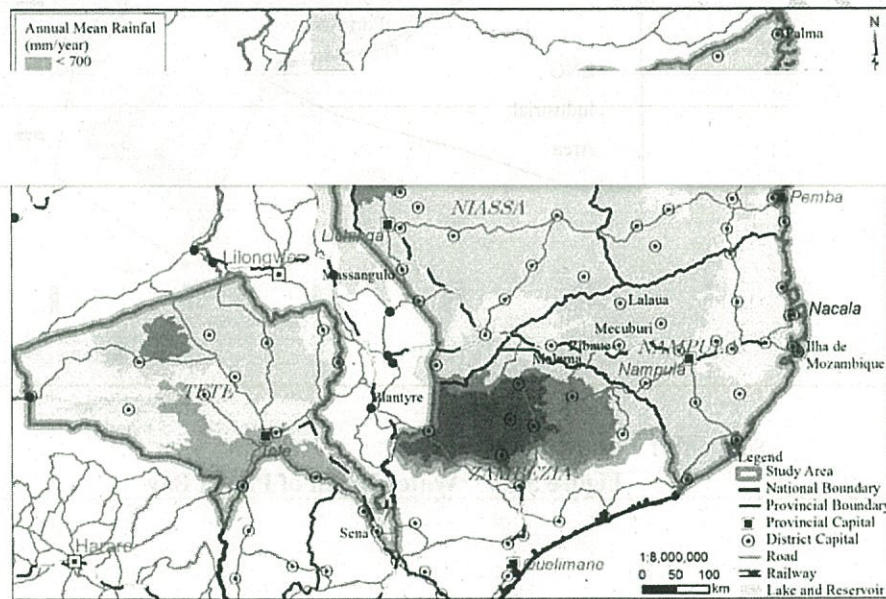 Annual Mean Rainfal
(mm/year)
< 700
N
Palma
NIASSA
Pemba
Lichinga
Lilongwe
Massangulo
Lalaua
Nacala
Mecuburi
Ribaue
NAMPULA
Ilha de
Mozambique
Malema
Nampula
TETE
Blantyre
Tete
ZAMBEZIA
Sena
Harare
Quelimane
Legend
Study Area
National Boundary
Provincial Boundary
Provincial Capital
District Capital
Road
Railway
Lake and Reservoir
1:8,000,000
0 50 100
km